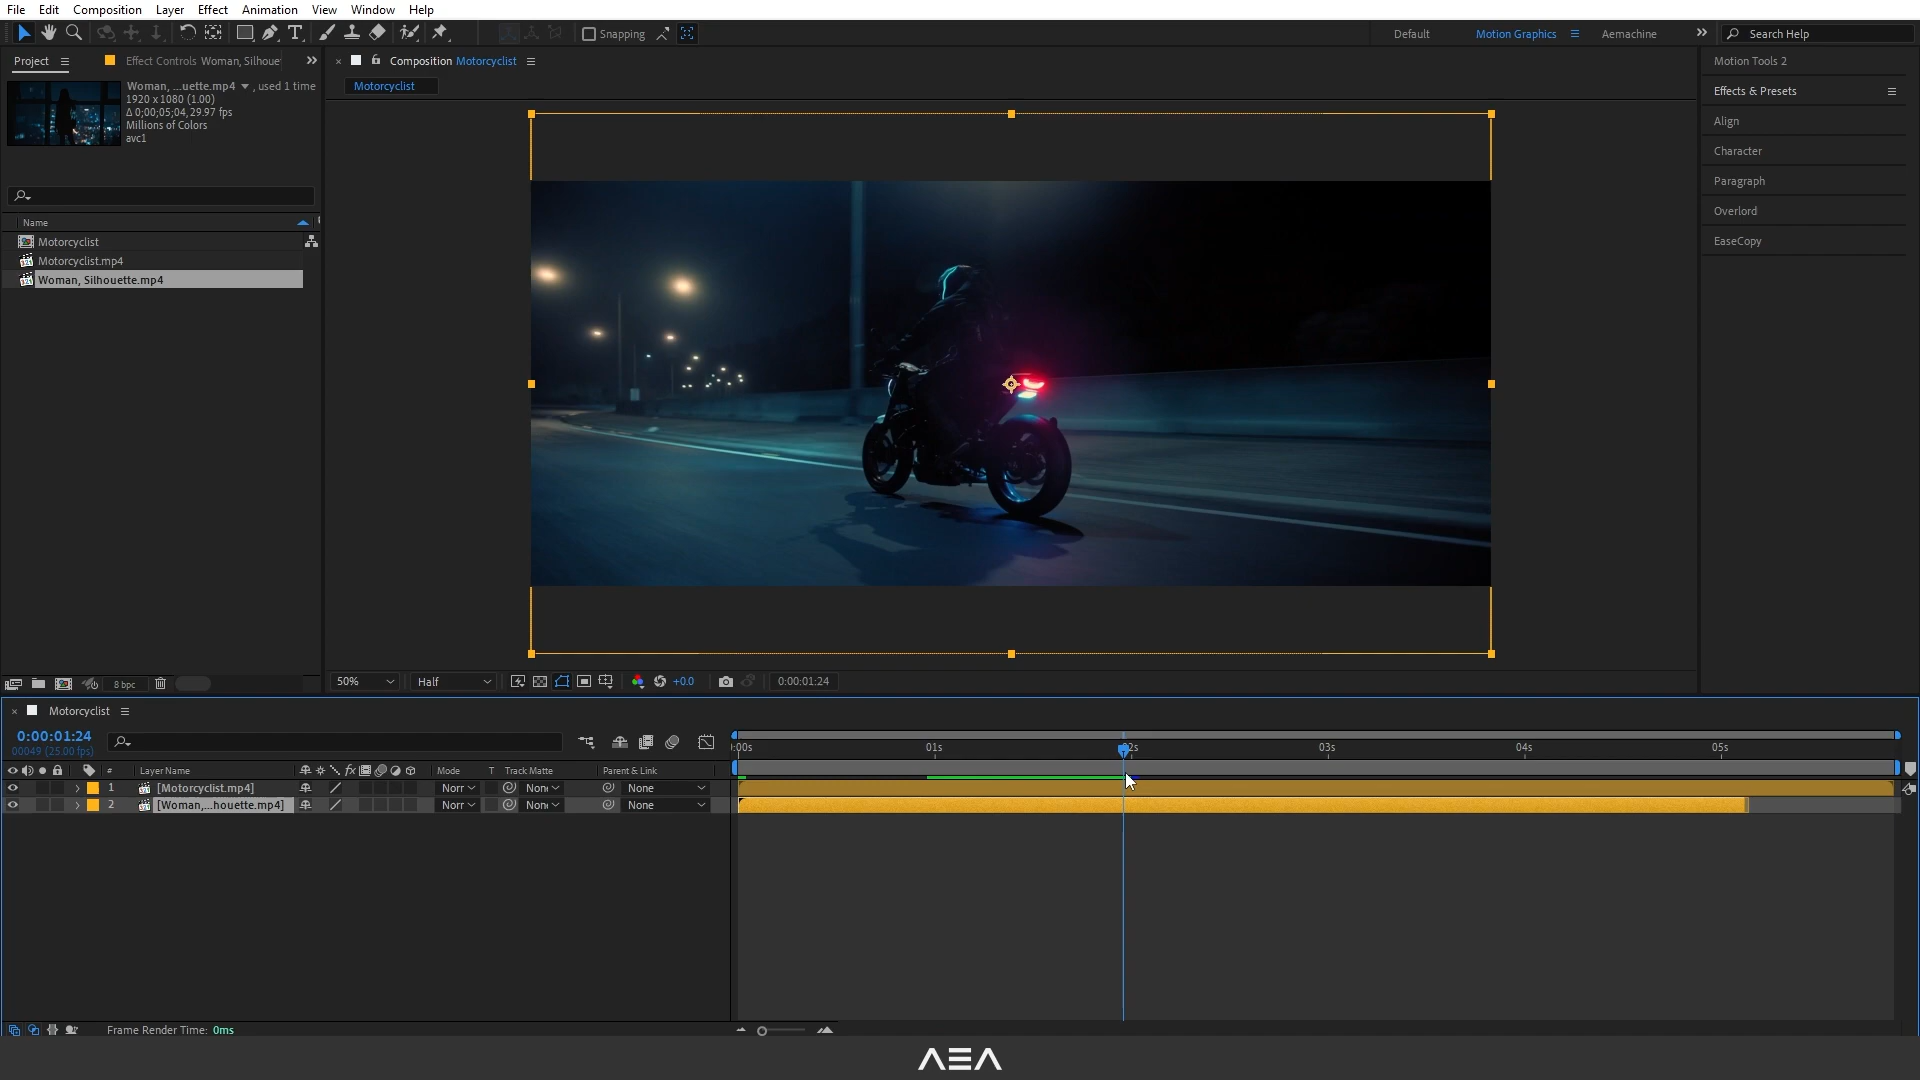 File Edit Composition Layer Effect Animation View Window Help
Snapping
Default Motion Graphics Aemachine Search Help
Project Effect Controls Woman, Silhoue
Woman, ...uette.mp4 , used 1 time
1920 x 1080 (1.00)
Δ 0;00;05;04, 29.97 fps
Millions of Colors
avc1
Name
Motorcyclist
Motorcyclist.mp4
Woman, Silhouette.mp4
8 bpc
Composition Motorcyclist
Motorcyclist
50% Half +0.0 0:00:01:24
Motion Tools 2
Effects & Presets
Align
Character
Paragraph
Overlord
EaseCopy
Motorcyclist
0:00:01:24
00049 (25.00 fps)
:00s 01s 02s 03s 04s 05s
# Layer Name fx Mode T Track Matte Parent & Link
1 [Motorcyclist.mp4] Norr None None
2 [Woman,...houette.mp4] Norr None None
Frame Render Time: 0ms
AEA